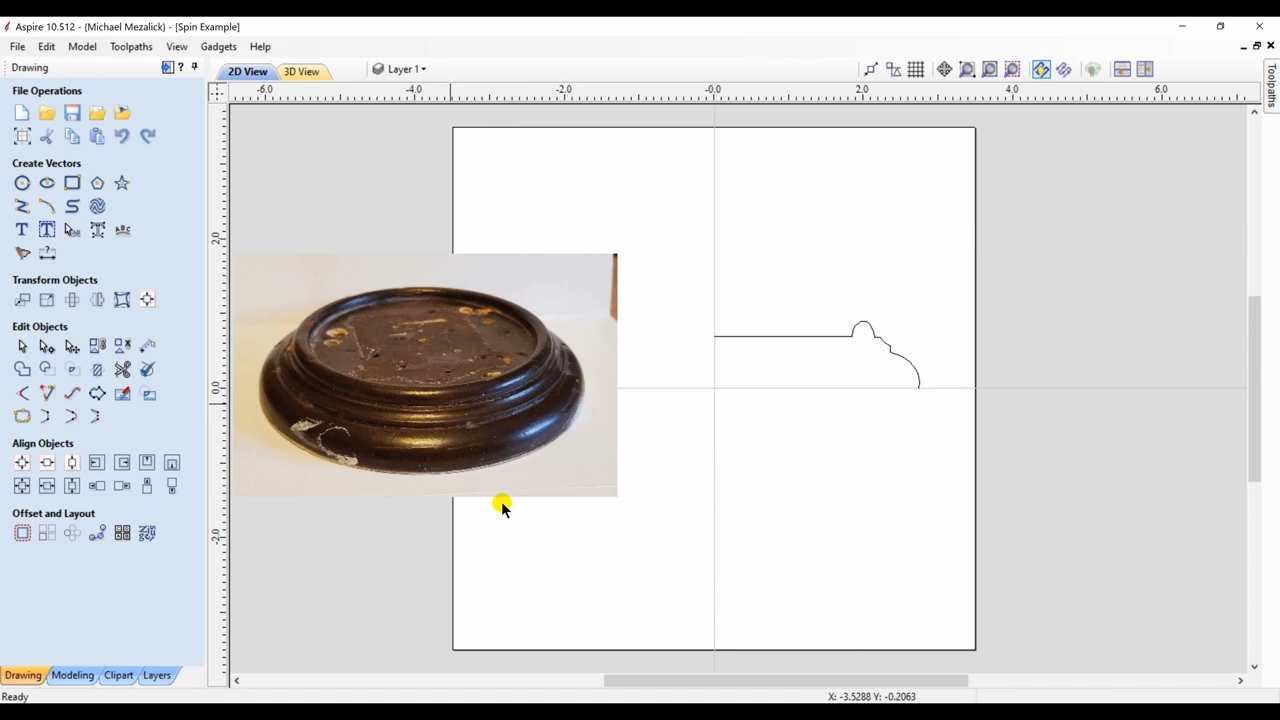 Aspire 10.512 - {Michael Mezalick} - [Spin Example]
File Edit Model Toolpaths View Gadgets Help
Drawing
2D View 3D View Layer 1
-6.0 -4.0 -2.0 -0.0 2.0 4.0 6.0
File Operations
Create Vectors
2.0
Transform Objects
Edit Objects
0.0
Align Objects
Offset and Layout
-2.0
Drawing Modeling Clipart Layers
Ready X: -3.5288 Y: -0.2063
Toolpaths